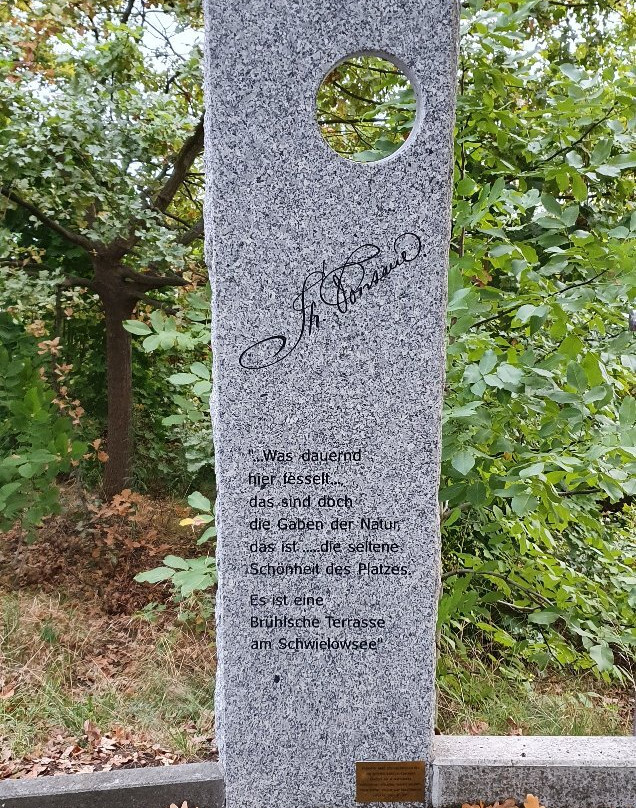 Th. Fontane.
"...Was dauernd
hier fesselt...,
das sind doch
die Gaben der Natur,
das ist .....die seltene
Schönheit des Platzes.
Es ist eine
Brühlsche Terrasse
am Schwielowsee"